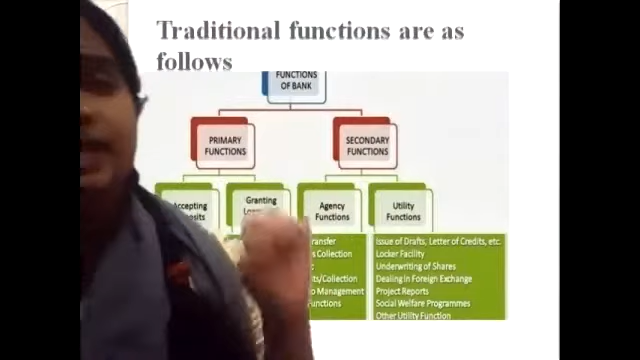 Traditional functions are as
follows
FUNCTIONS
OF BANK
PRIMARY
FUNCTIONS
SECONDARY
FUNCTIONS
Accepting
Granting
Agency
Functions
Utility
Functions
Collection
Management
Functions
Issue of Drafts, Letter of Credits, etc.
Locker Facility
Underwriting of Shares
Dealing in Foreign Exchange
Project Reports
Social Welfare Programmes
Other Utility Function